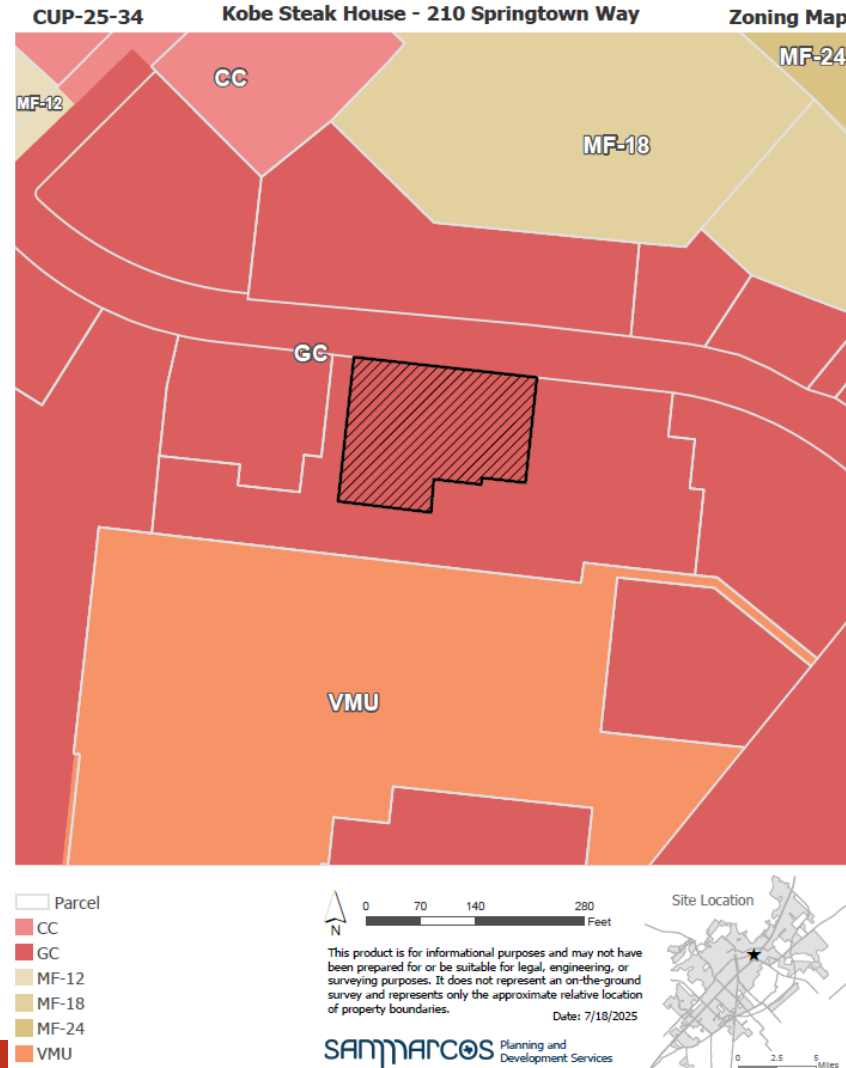 CUP-25-34 Kobe Steak House - 210 Springtown Way Zoning Map
CC
MF-24
MF-12
MF-18
GC
VMU
Parcel
CC
GC
MF-12
MF-18
MF-24
VMU
N
0 70 140 280
Feet
This product is for informational purposes and may not have
been prepared for or be suitable for legal, engineering, or
surveying purposes. It does not represent an on-the-ground
survey and represents only the approximate relative location
of property boundaries.
Date: 7/18/2025
SANMARCOS Planning and
Development Services
Site Location
0 2.5 5
Miles